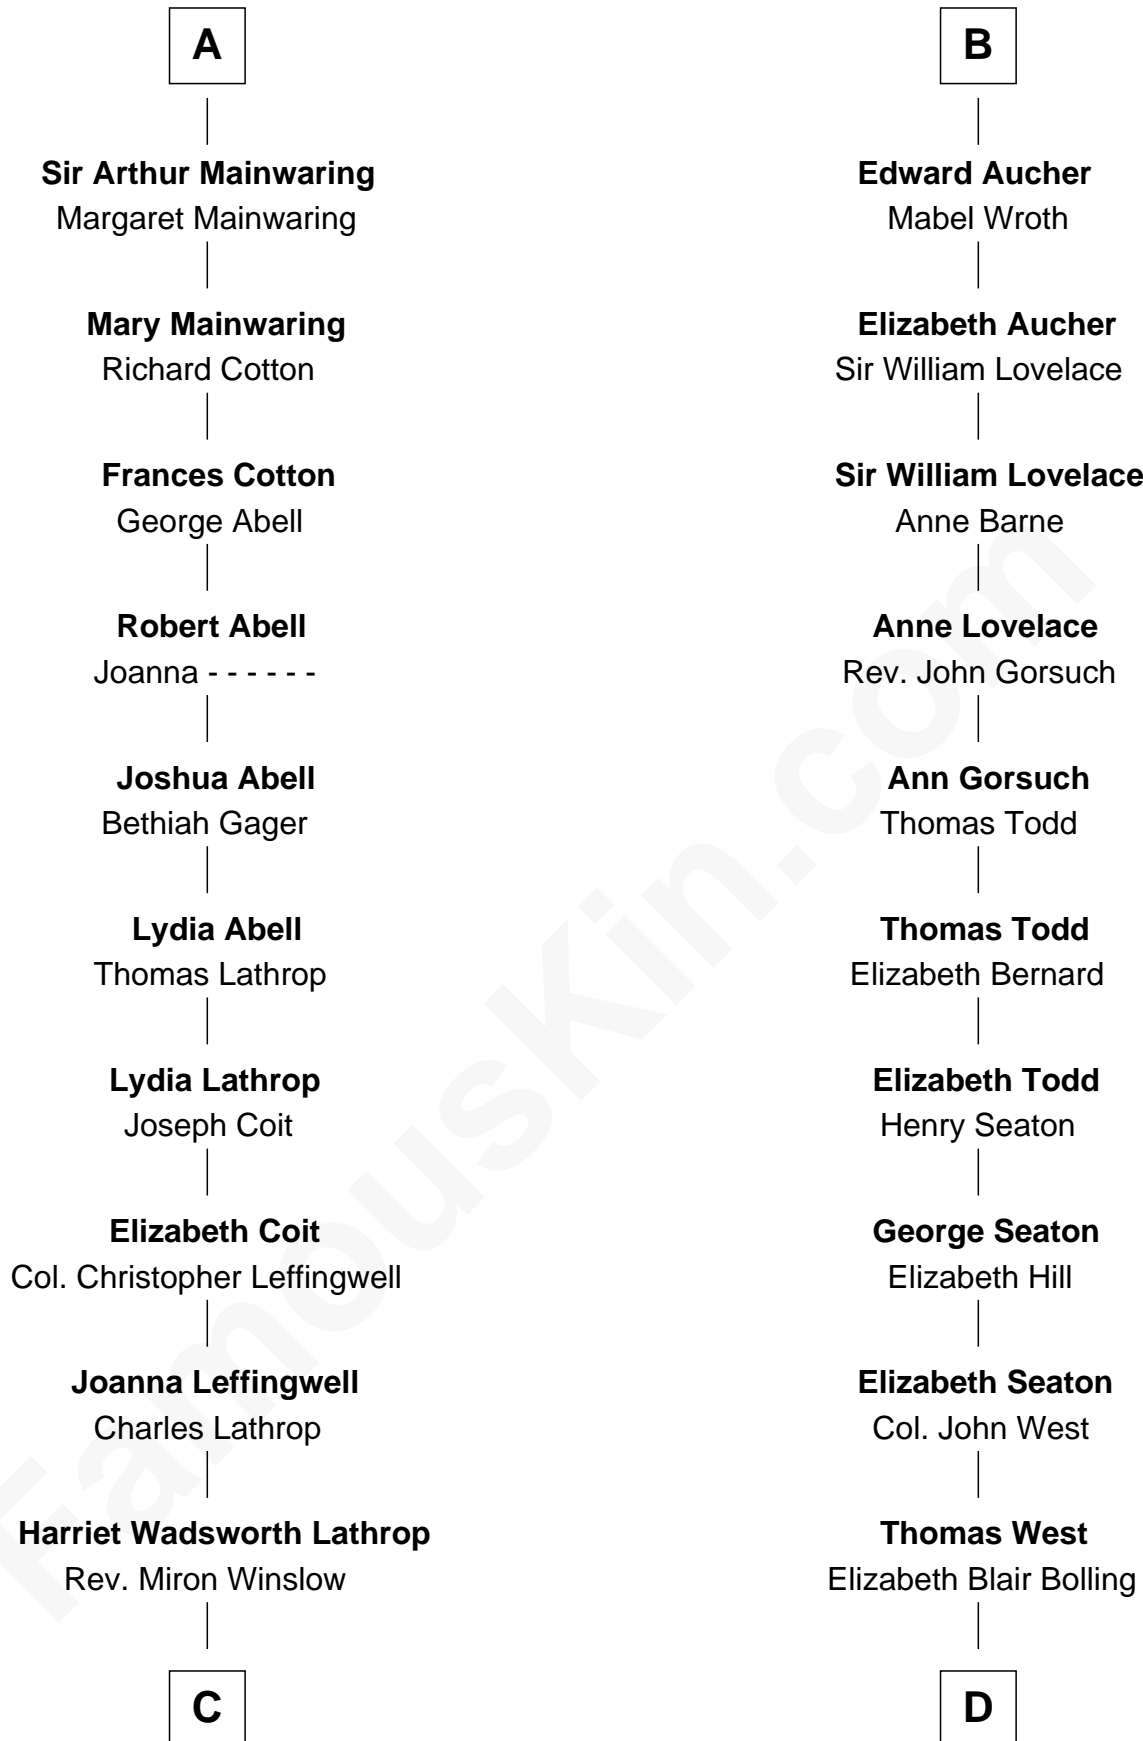 A
Sir Arthur Mainwaring
Margaret Mainwaring
Mary Mainwaring
Richard Cotton
Frances Cotton
George Abell
Robert Abell
Joanna - - - - - -
Joshua Abell
Bethiah Gager
Lydia Abell
Thomas Lathrop
Lydia Lathrop
Joseph Coit
Elizabeth Coit
Col. Christopher Leffingwell
Joanna Leffingwell
Charles Lathrop
Harriet Wadsworth Lathrop
Rev. Miron Winslow
C
B
Edward Aucher
Mabel Wroth
Elizabeth Aucher
Sir William Lovelace
Sir William Lovelace
Anne Barne
Anne Lovelace
Rev. John Gorsuch
Ann Gorsuch
Thomas Todd
Thomas Todd
Elizabeth Bernard
Elizabeth Todd
Henry Seaton
George Seaton
Elizabeth Hill
Elizabeth Seaton
Col. John West
Thomas West
Elizabeth Blair Bolling
D
FamousKin.com